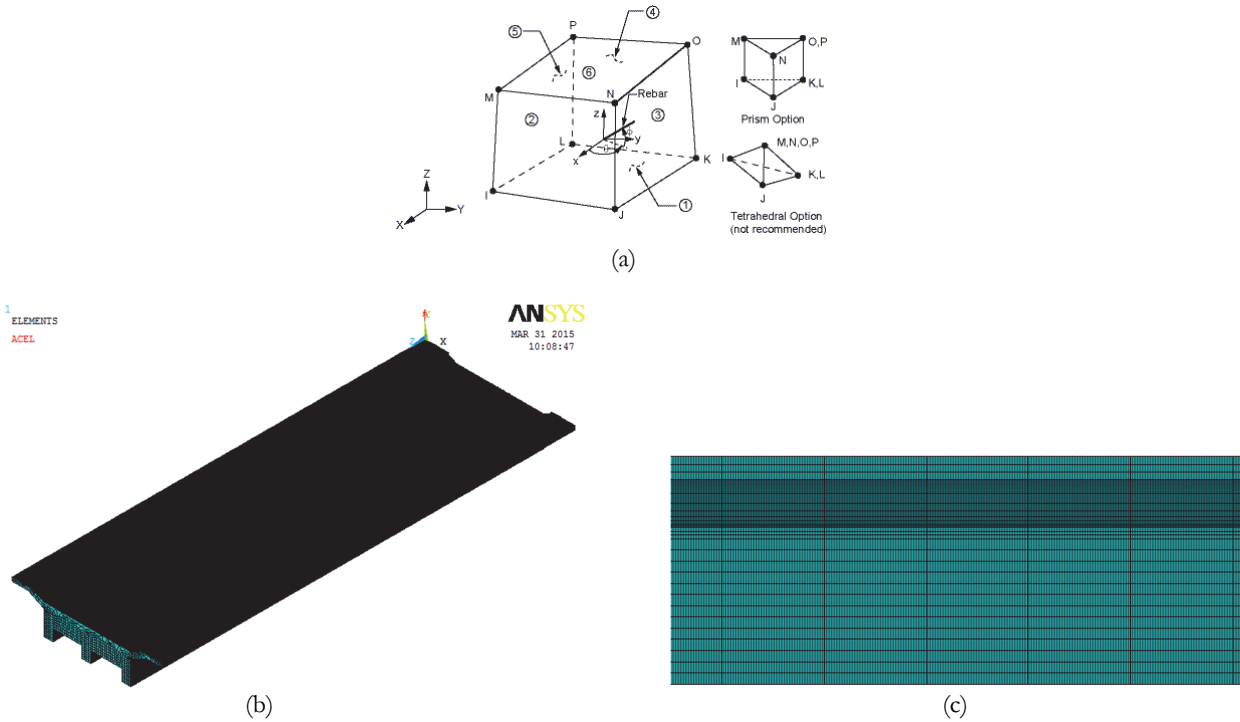 P
④
O
⑤
⑥
M
N
Rebar
z
③
②
L
y
x
K
I
J
①
Z
Y
X
M
O,P
N
I
K,L
J
Prism Option
M,N,O,P
I
K,L
J
Tetrahedral Option
(not recommended)
(a)
1
ELEMENTS
ACEL
ANSYS
MAR 31 2015
10:08:47
Z
X
(b)
(c)